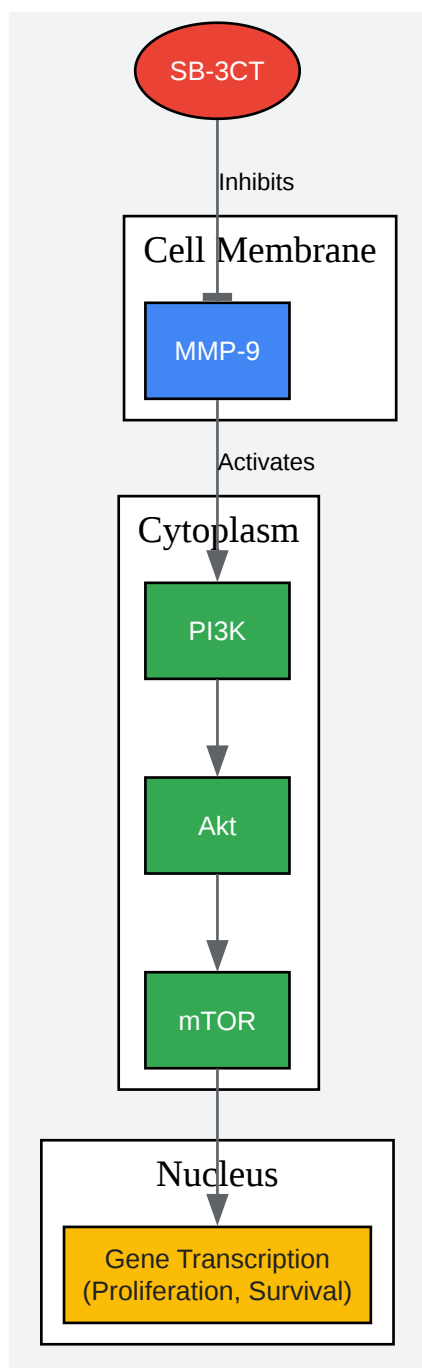 SB-3CT
Inhibits
Cell Membrane
MMP-9
Activates
Cytoplasm
PI3K
Akt
mTOR
Nucleus
Gene Transcription
(Proliferation, Survival)